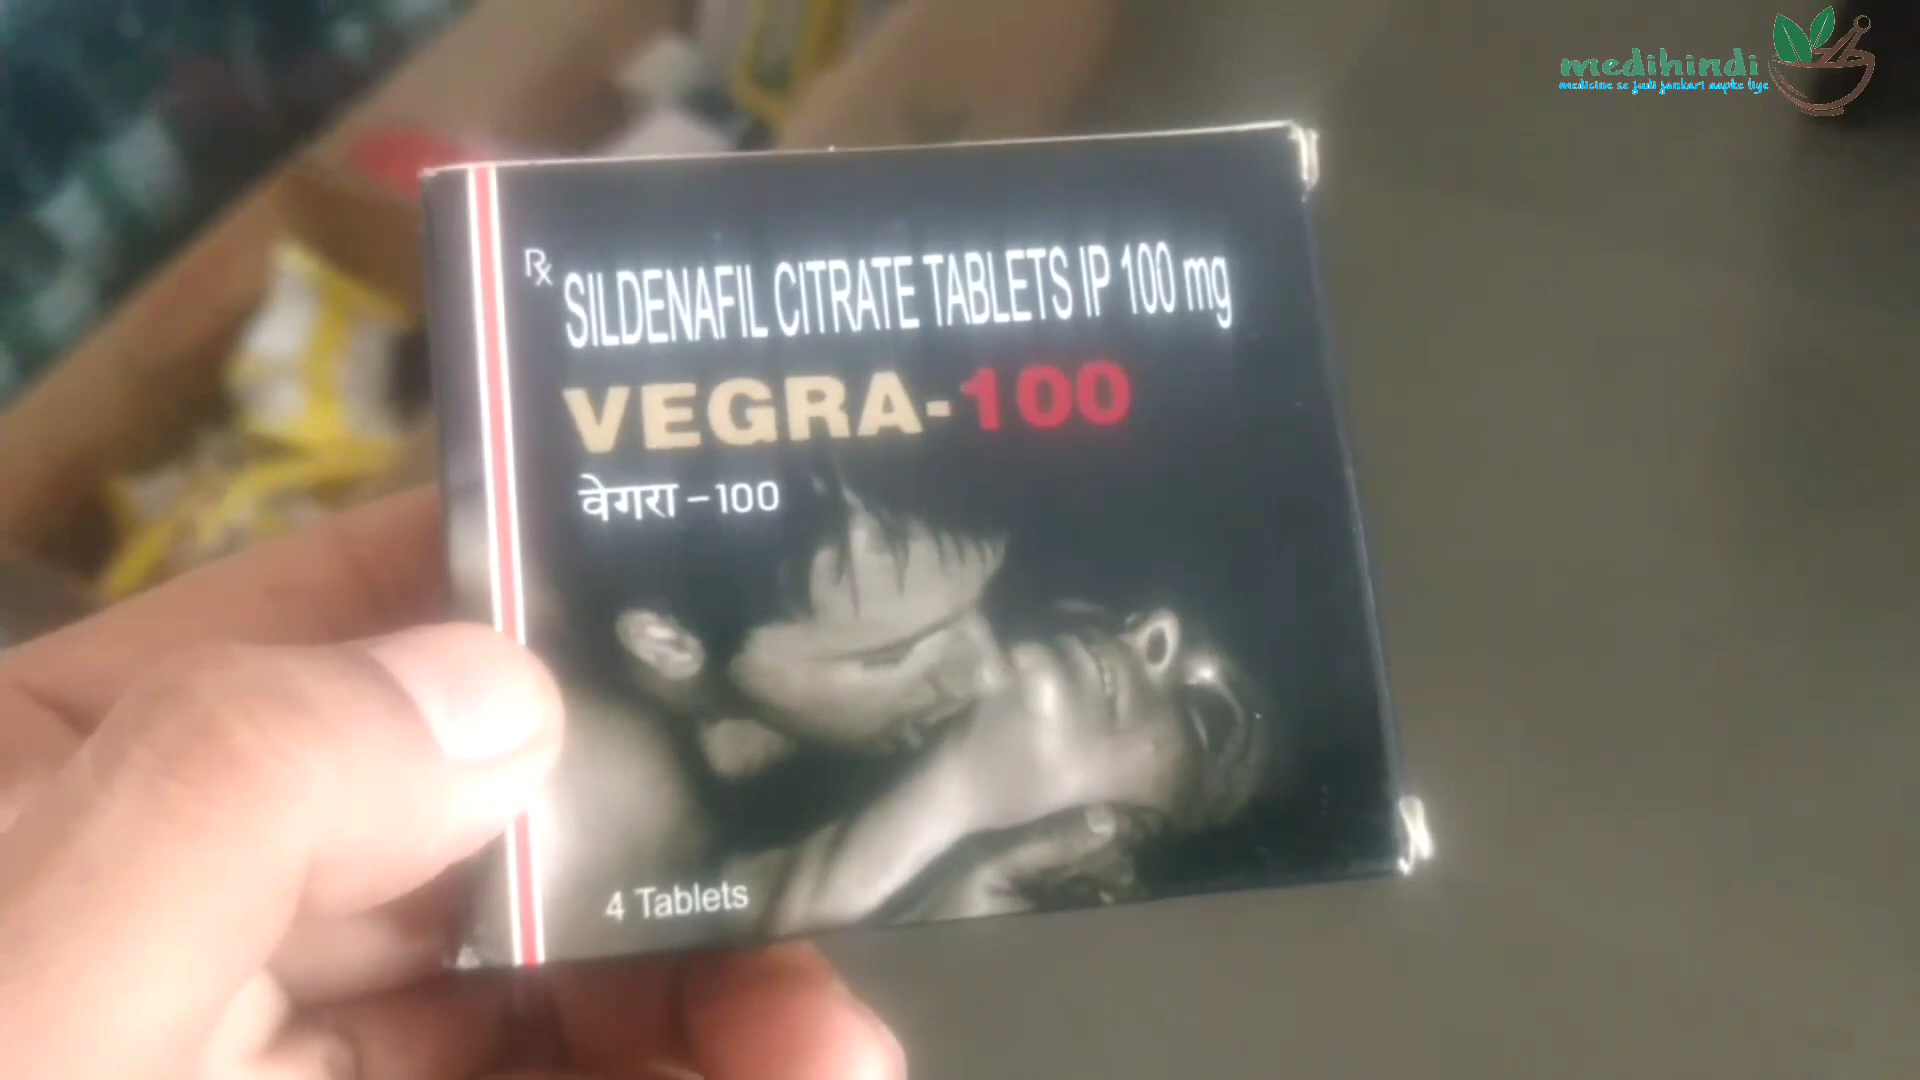 medihindi
medicine se judi jankari aapke liye
Rx SILDENAFIL CITRATE TABLETS IP 100 mg
VEGRA-100
वेगरा -100
4 Tablets